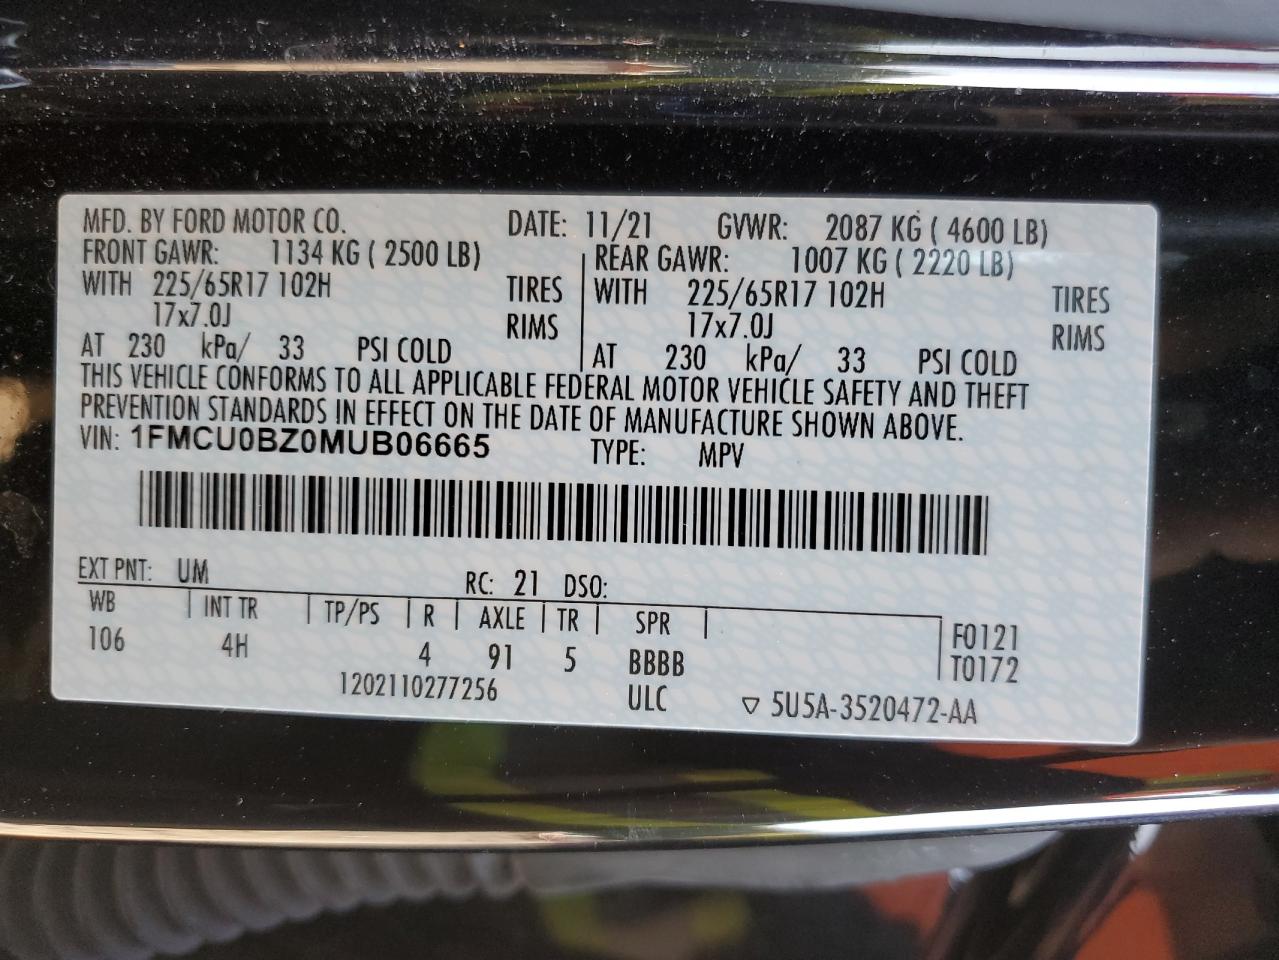 MFD. BY FORD MOTOR CO. DATE: 11/21 GVWR: 2087 KG ( 4600 LB)
FRONT GAWR: 1134 KG ( 2500 LB) REAR GAWR: 1007 KG ( 2220 LB)
WITH 225/65R17 102H TIRES WITH 225/65R17 102H TIRES
17x7.0J RIMS 17x7.0J RIMS
AT 230 kPa/ 33 PSI COLD AT 230 kPa/ 33 PSI COLD
THIS VEHICLE CONFORMS TO ALL APPLICABLE FEDERAL MOTOR VEHICLE SAFETY AND THEFT
PREVENTION STANDARDS IN EFFECT ON THE DATE OF MANUFACTURE SHOWN ABOVE.
VIN: 1FMCU0BZ0MUB06665 TYPE: MPV
EXT PNT: UM RC: 21 DSO:
WB INT TR TP/PS R AXLE TR SPR F0121
106 4H 4 91 5 BBBB T0172
1202110277256 ULC ▽ 5U5A-3520472-AA